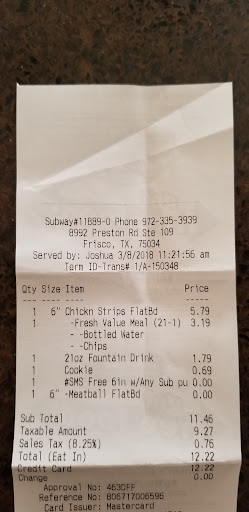 Subway#11889-0 Phone 972-335-3939
8992 Preston Rd Ste 109
Frisco, TX, 75034
Served by: Joshua 3/8/2018 11:21:56 am
Term ID-Trans# 1/A-150348
Qty Size Item Price
1 6" Chickn Strips FlatBd 5.79
1 -Fresh Value Meal (21-1) 3.19
- -Bottled Water
- -Chips
1 21oz Fountain Drink 1.79
1 Cookie 0.69
1 #SMS Free 6in w/Any Sub pu 0.00
1 6" -Meatball FlatBd 0.00
Sub Total 11.46
Taxable Amount 9.27
Sales Tax (8.25%) 0.76
Total (Eat In) 12.22
Credit Card 12.22
Change 0.00
Approval No: 463DFF
Reference No: 806717006596
Card Issuer: Mastercard